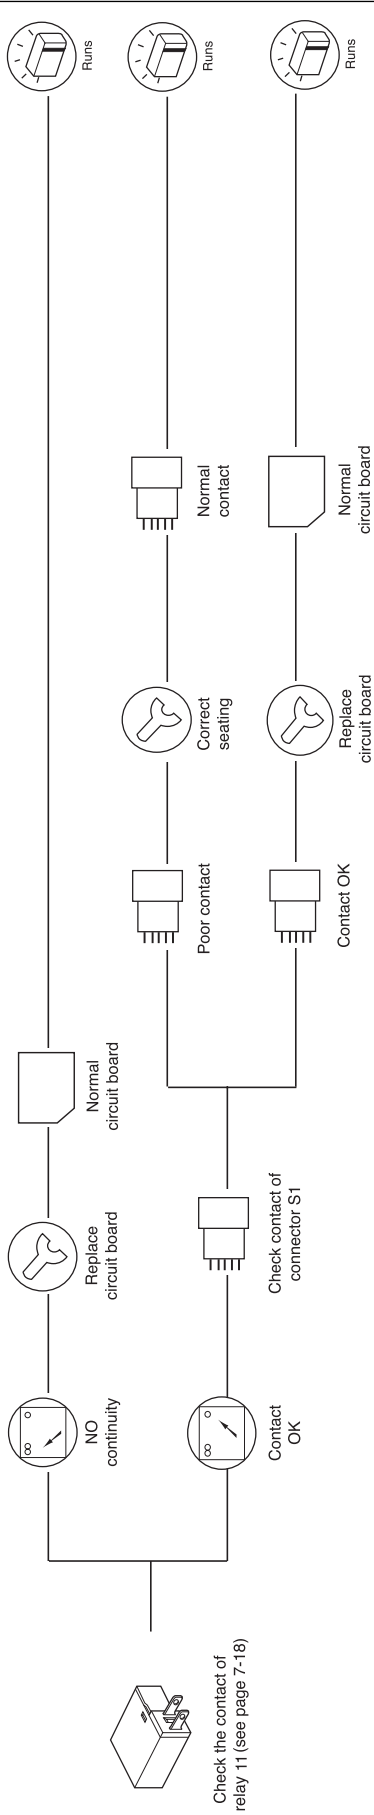 Check the contact of
relay 11 (see page 7-18)
NO
continuity
Replace
circuit board
Normal
circuit board
Runs
Contact
OK
Check contact of
connector S1
Poor contact
Correct
seating
Normal
contact
Runs
Contact OK
Replace
circuit board
Normal
circuit board
Runs